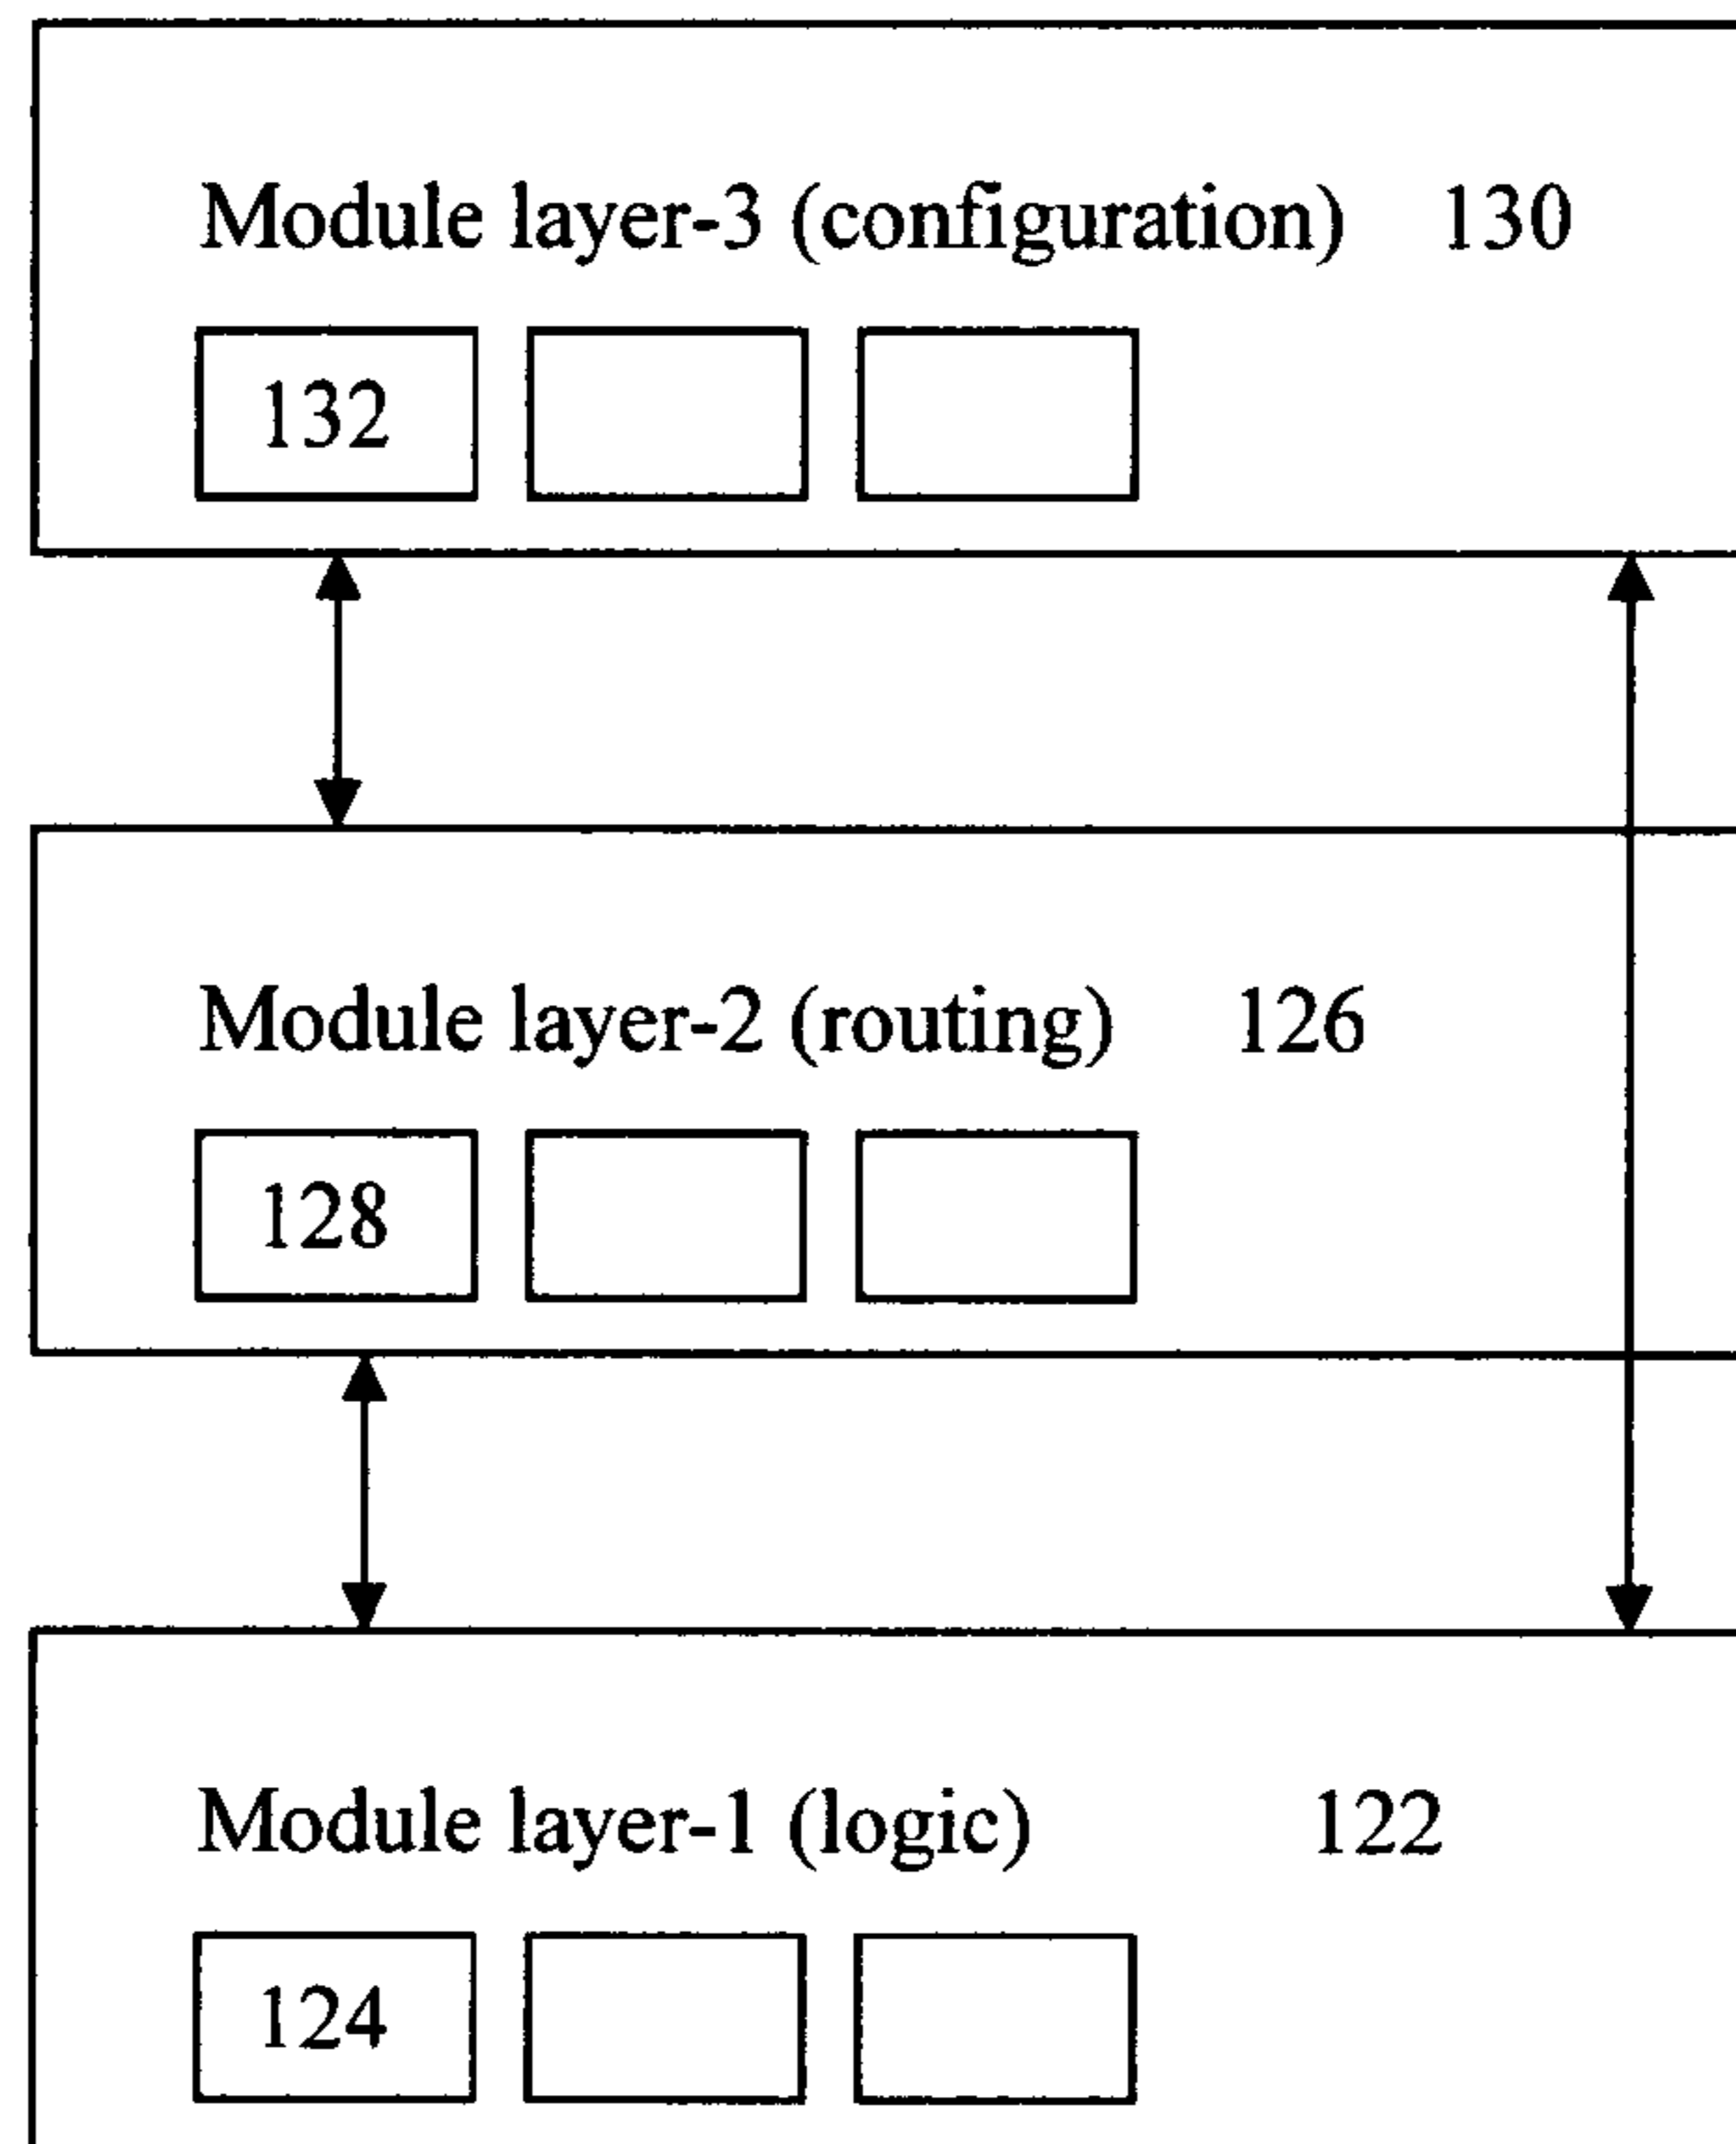 Module layer-3 (configuration) 130
132
Module layer-2 (routing) 126
128
Module layer-1 (logic) 122
124